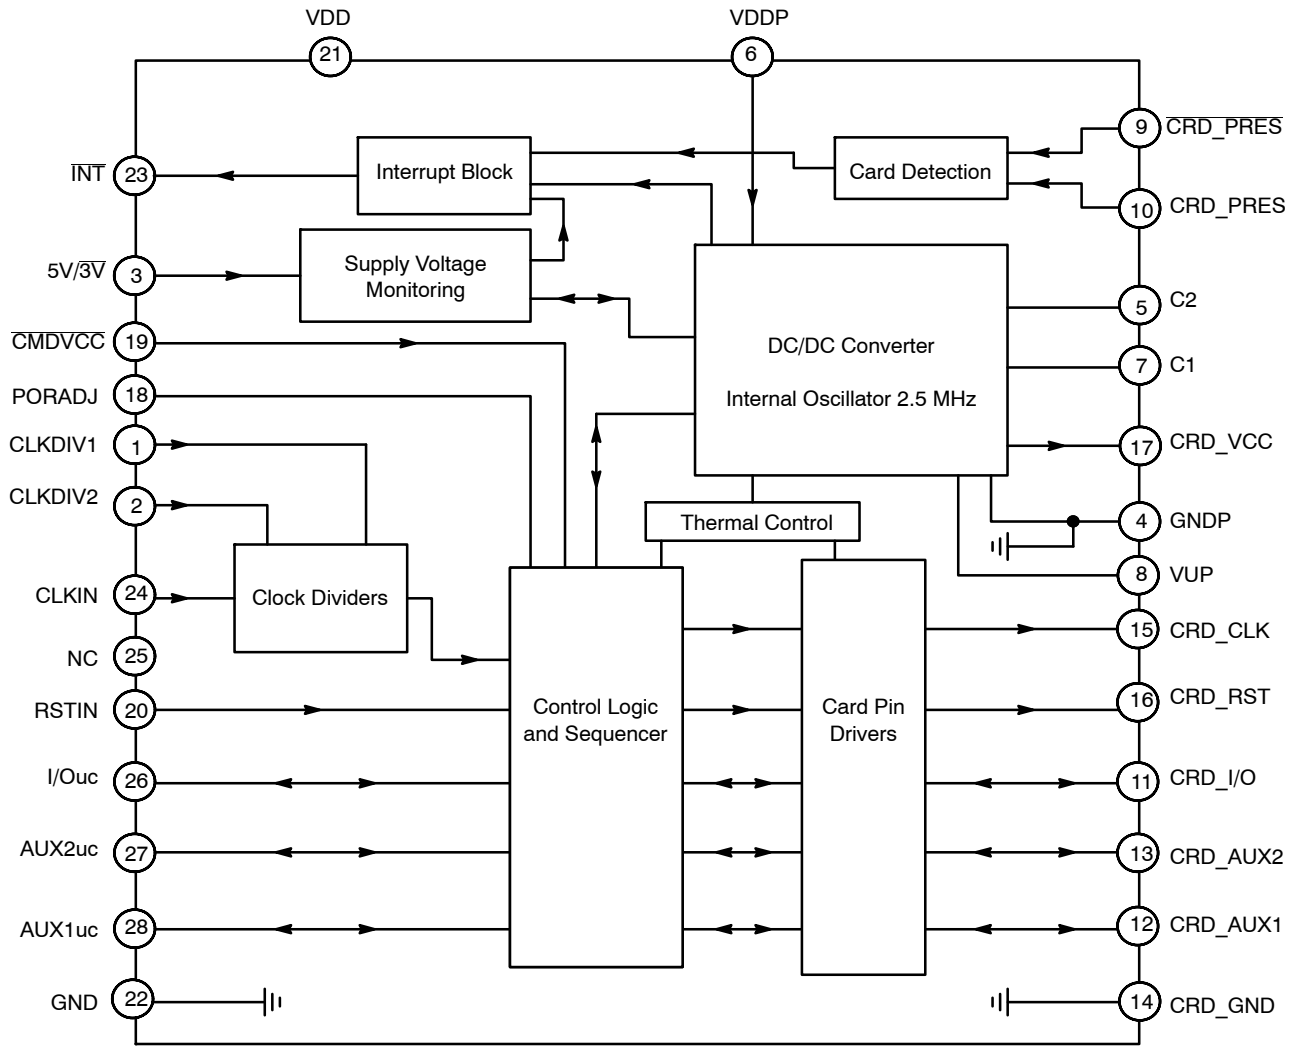 VDD
VDDP
21
6
INT
23
5V/3V
3
CMDVCC
19
PORADJ
18
CLKDIV1
1
CLKDIV2
2
CLKIN
24
NC
25
RSTIN
20
I/Ouc
26
AUX2uc
27
AUX1uc
28
GND
22
Interrupt Block
Supply Voltage
Monitoring
Card Detection
DC/DC Converter
Internal Oscillator 2.5 MHz
Thermal Control
Clock Dividers
Control Logic
and Sequencer
Card Pin
Drivers
9
CRD_PRES
10
CRD_PRES
5
C2
7
C1
17
CRD_VCC
4
GNDP
8
VUP
15
CRD_CLK
16
CRD_RST
11
CRD_I/O
13
CRD_AUX2
12
CRD_AUX1
14
CRD_GND